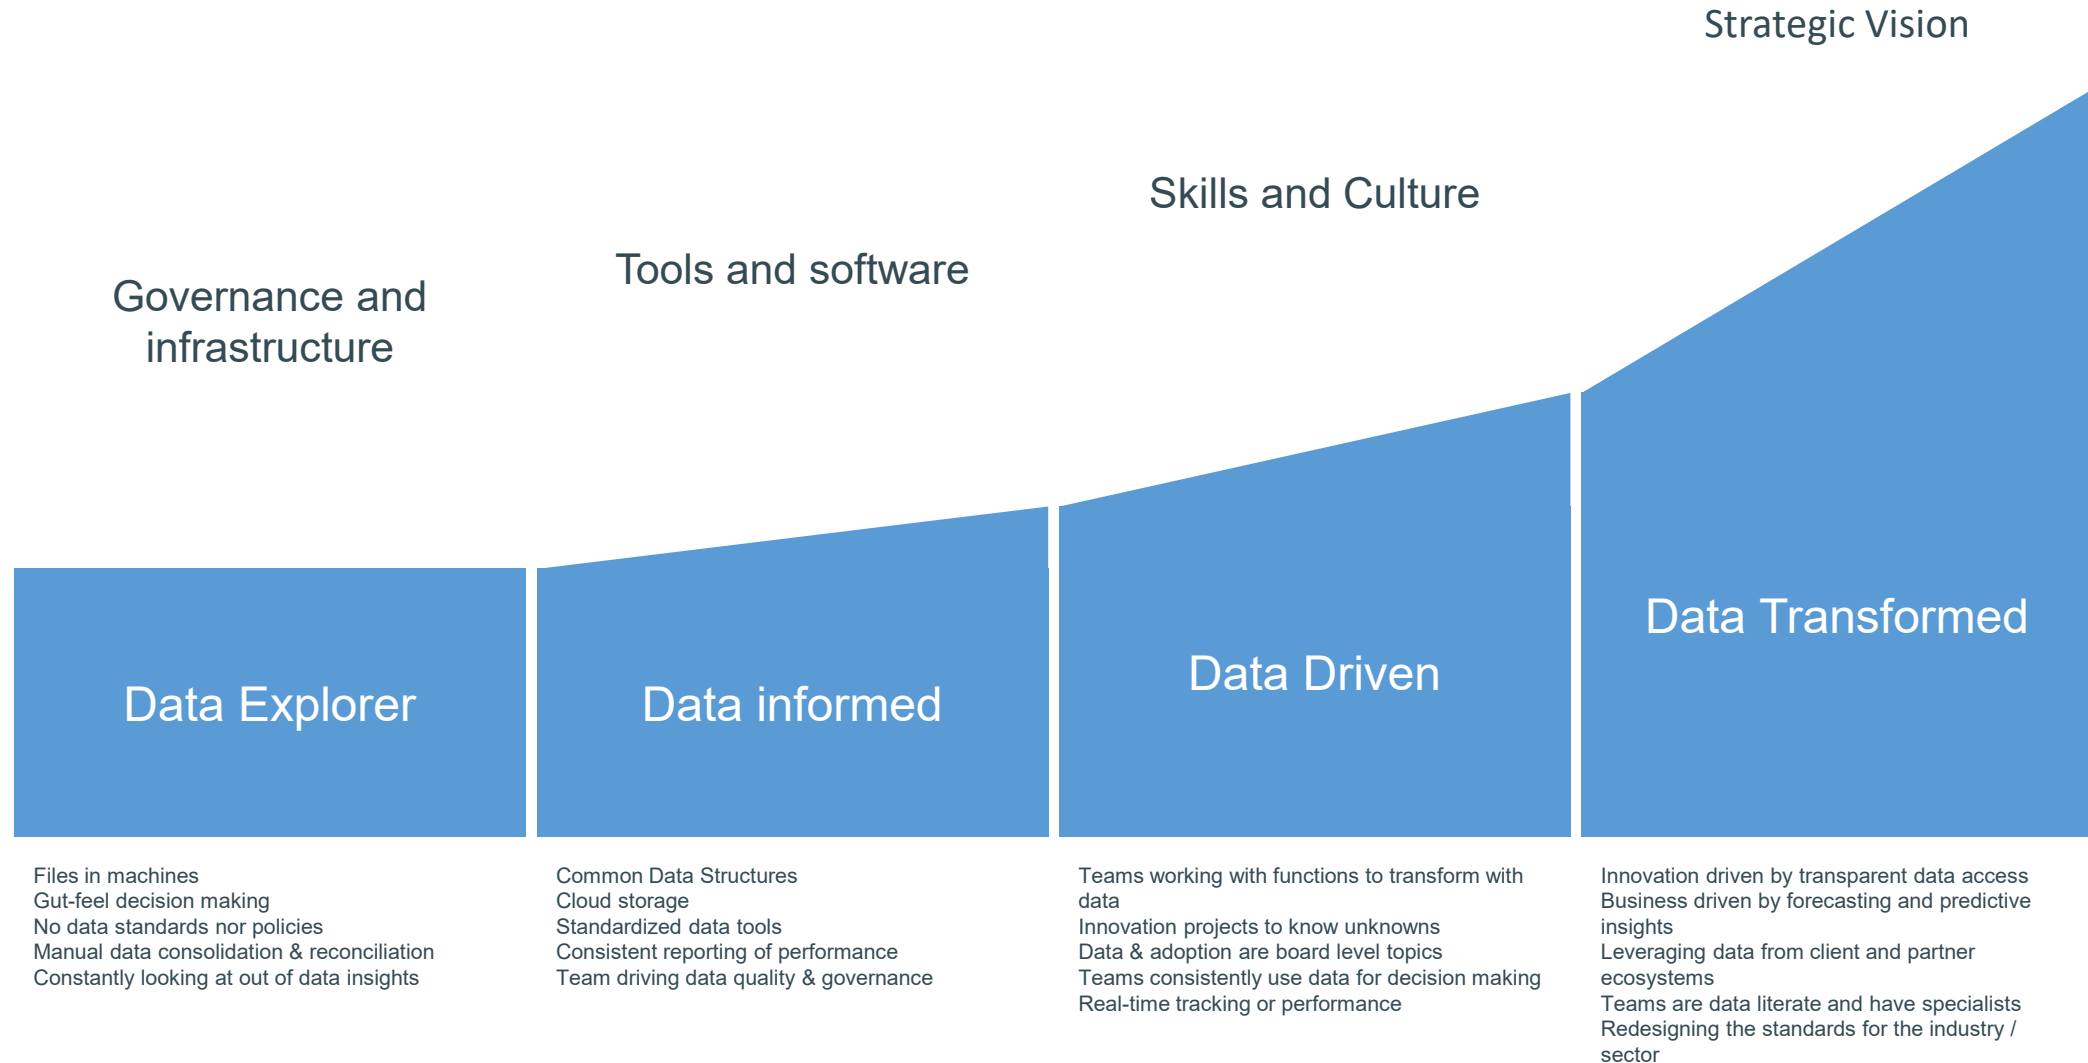 Strategic Vision
Skills and Culture
Tools and software
Governance and
infrastructure
Data Explorer
Data informed
Data Driven
Data Transformed
Files in machines
Gut-feel decision making
No data standards nor policies
Manual data consolidation & reconciliation
Constantly looking at out of data insights
Common Data Structures
Cloud storage
Standardized data tools
Consistent reporting of performance
Team driving data quality & governance
Teams working with functions to transform with
data
Innovation projects to know unknowns
Data & adoption are board level topics
Teams consistently use data for decision making
Real-time tracking or performance
Innovation driven by transparent data access
Business driven by forecasting and predictive
insights
Leveraging data from client and partner
ecosystems
Teams are data literate and have specialists
Redesigning the standards for the industry /
sector